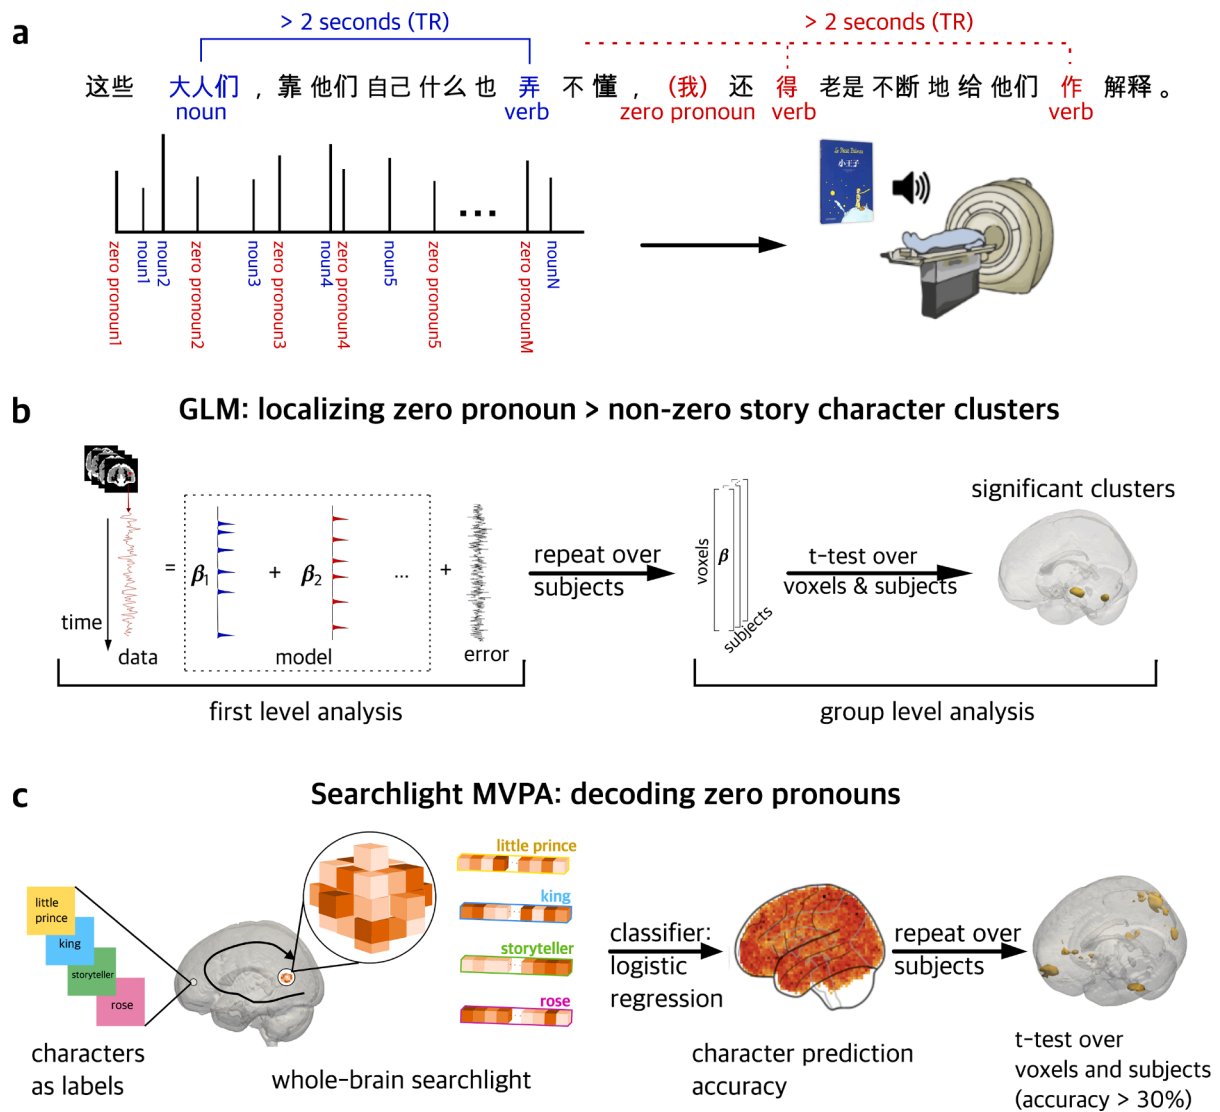 a
> 2 seconds (TR)
> 2 seconds (TR)
这些 大人们 ，靠 他们 自己 什么 也 弄 不 懂 ，（我）还 得 老是 不断 地 给 他们 作 解释 。
noun verb zero pronoun verb verb
Le Petit Prince
小王子
zero pronoun1
noun1
noun2
zero pronoun2
noun3
zero pronoun3
noun4
zero pronoun4
noun5
zero pronoun5
...
zero pronounM
nounN
b
GLM: localizing zero pronoun > non-zero story character clusters
time
data
=
β1
+
β2
...
+
model
error
first level analysis
repeat over
subjects
voxels
β
subjects
t-test over
voxels & subjects
significant clusters
group level analysis
c
Searchlight MVPA: decoding zero pronouns
little
prince
king
storyteller
rose
characters
as labels
whole-brain searchlight
little prince
king
storyteller
rose
classifier:
logistic
regression
character prediction
accuracy
repeat over
subjects
t-test over
voxels and subjects
(accuracy > 30%)